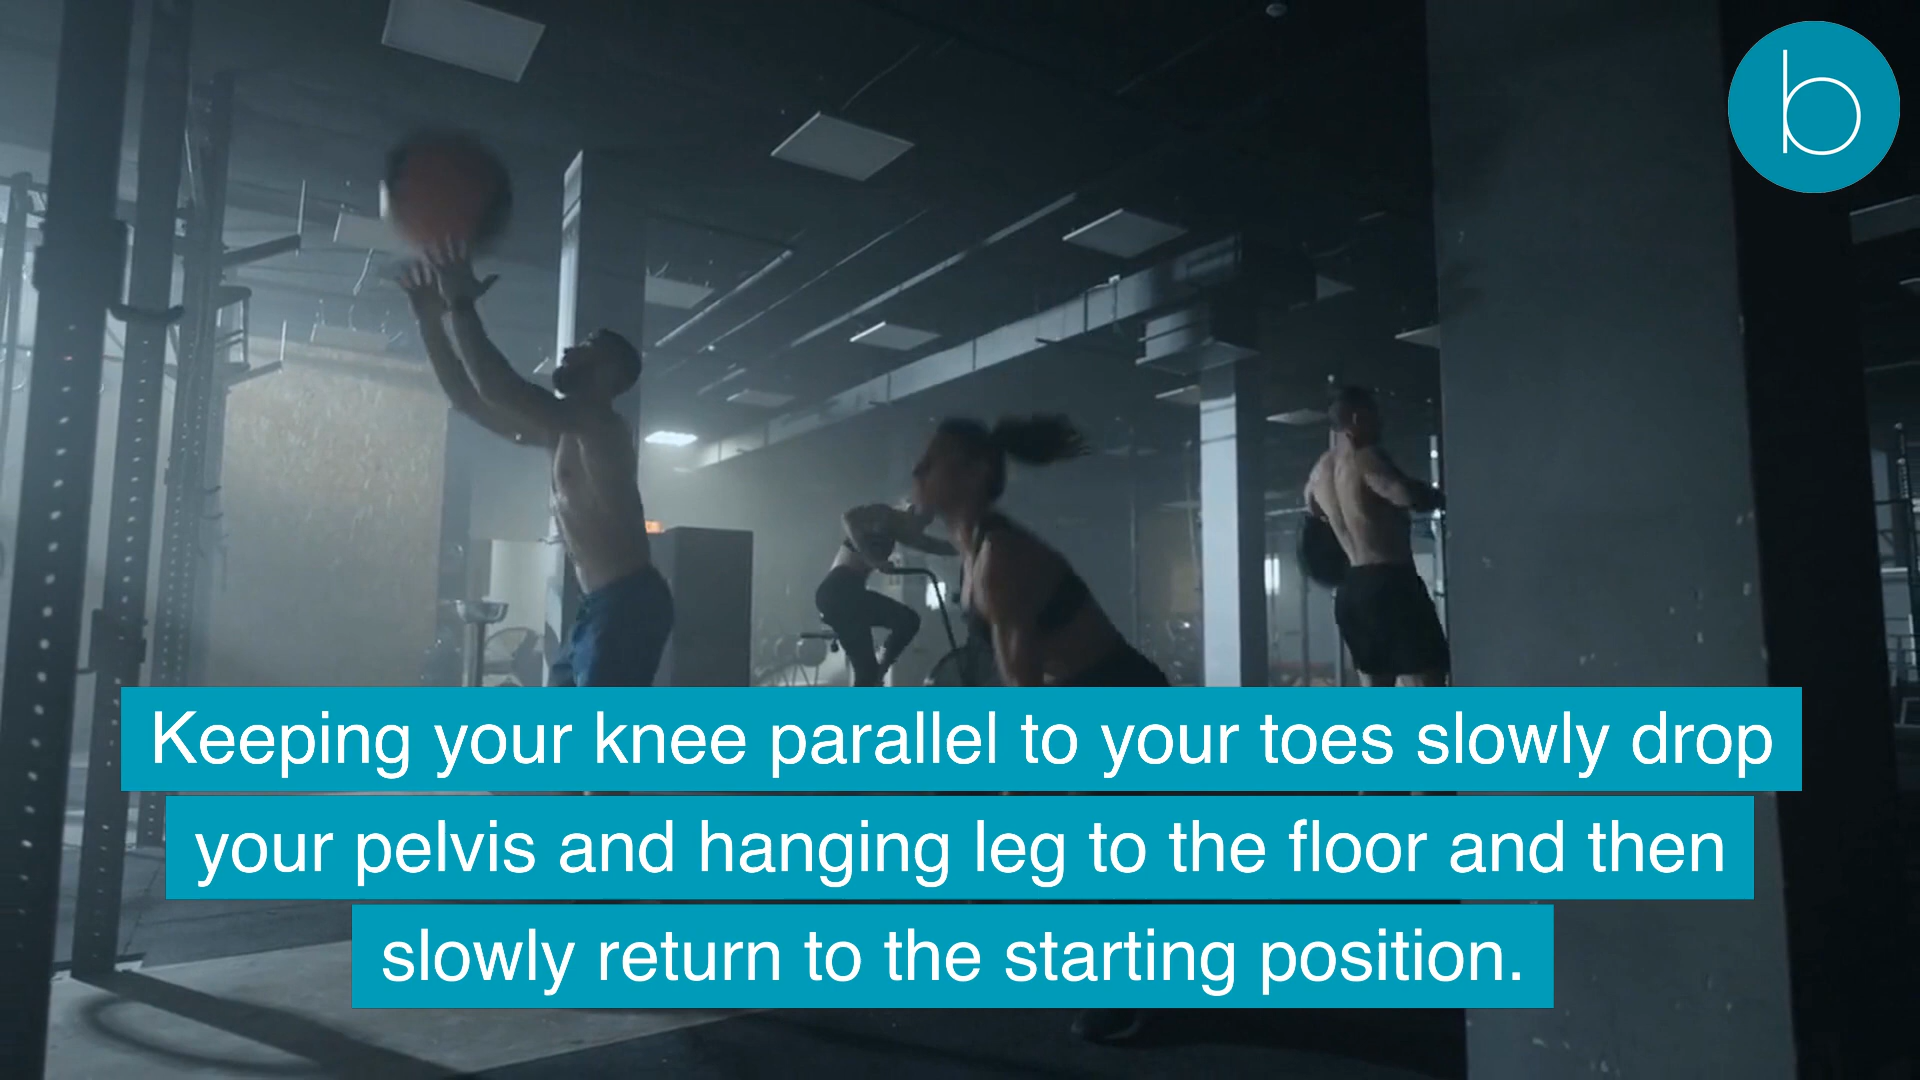 b
Keeping your knee parallel to your toes slowly drop
your pelvis and hanging leg to the floor and then
slowly return to the starting position.